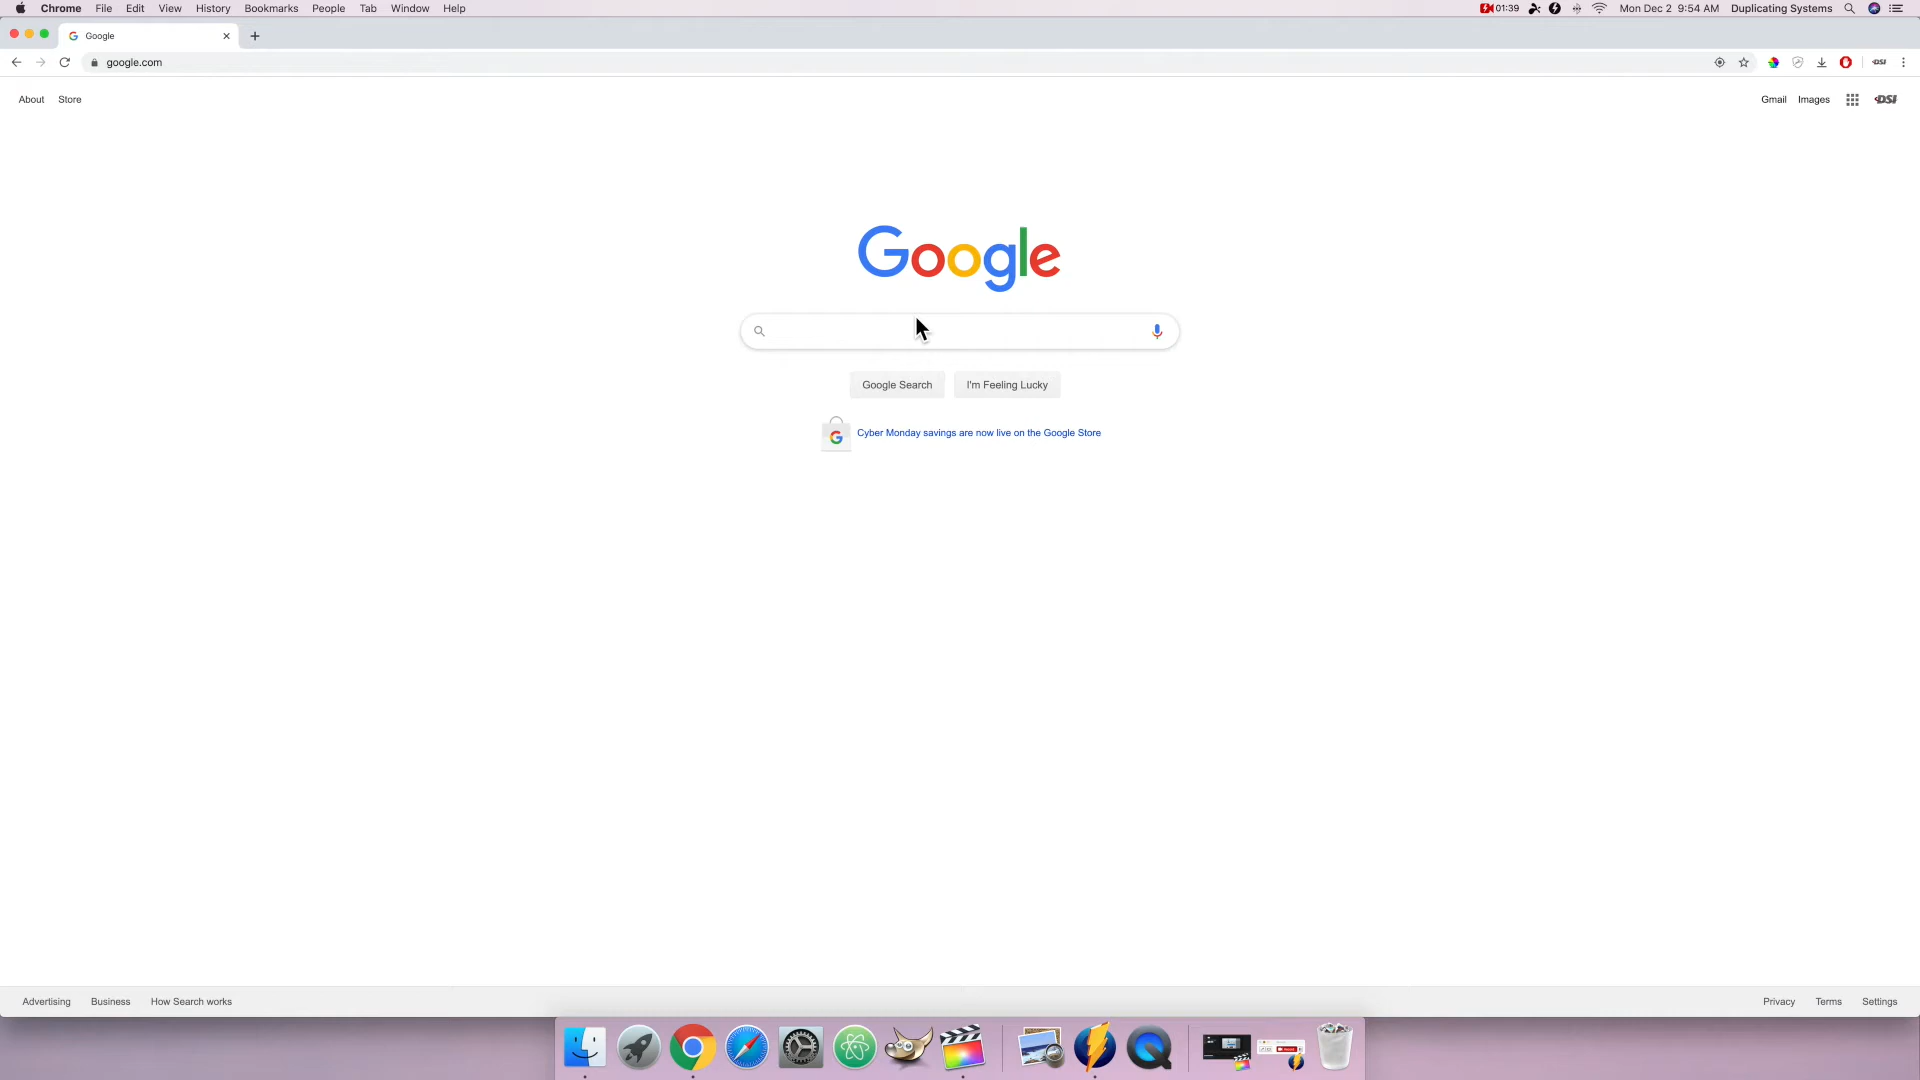 Chrome File Edit View History Bookmarks People Tab Window Help 01:39 Mon Dec 2 9:54 AM Duplicating Systems
Google
google.com DSI
About Store Gmail Images DSI
Google
Google Search I'm Feeling Lucky
Cyber Monday savings are now live on the Google Store
Advertising Business How Search works Privacy Terms Settings